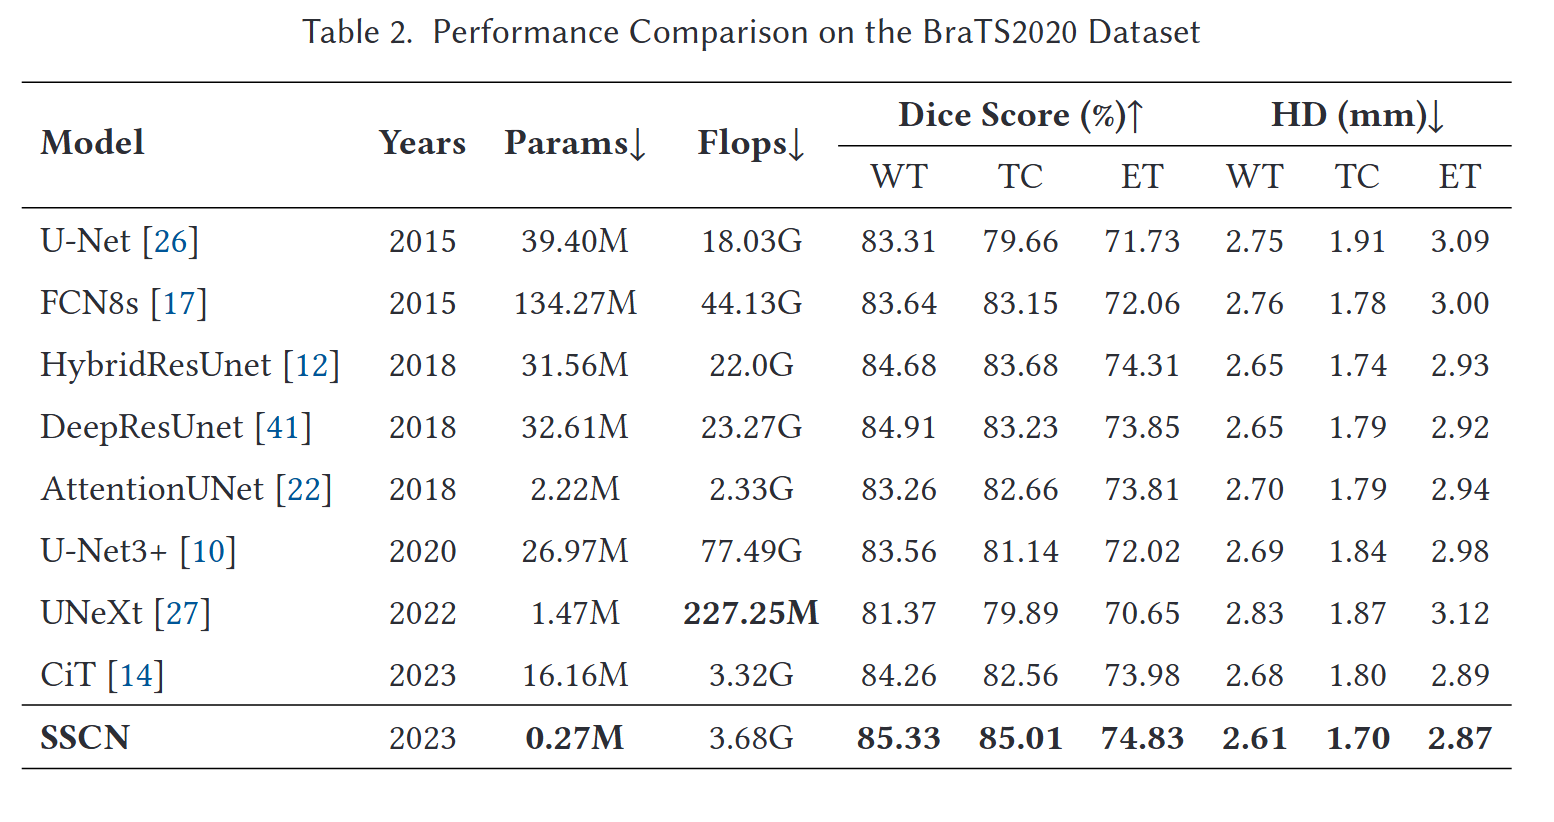 Table 2. Performance Comparison on the BraTS2020 Dataset
Model Years Params↓ Flops↓ Dice Score (%)↑ HD (mm)↓
WT TC ET WT TC ET
U-Net [26] 2015 39.40M 18.03G 83.31 79.66 71.73 2.75 1.91 3.09
FCN8s [17] 2015 134.27M 44.13G 83.64 83.15 72.06 2.76 1.78 3.00
HybridResUnet [12] 2018 31.56M 22.0G 84.68 83.68 74.31 2.65 1.74 2.93
DeepResUnet [41] 2018 32.61M 23.27G 84.91 83.23 73.85 2.65 1.79 2.92
AttentionUNet [22] 2018 2.22M 2.33G 83.26 82.66 73.81 2.70 1.79 2.94
U-Net3+ [10] 2020 26.97M 77.49G 83.56 81.14 72.02 2.69 1.84 2.98
UNeXt [27] 2022 1.47M 227.25M 81.37 79.89 70.65 2.83 1.87 3.12
CiT [14] 2023 16.16M 3.32G 84.26 82.56 73.98 2.68 1.80 2.89
SSCN 2023 0.27M 3.68G 85.33 85.01 74.83 2.61 1.70 2.87